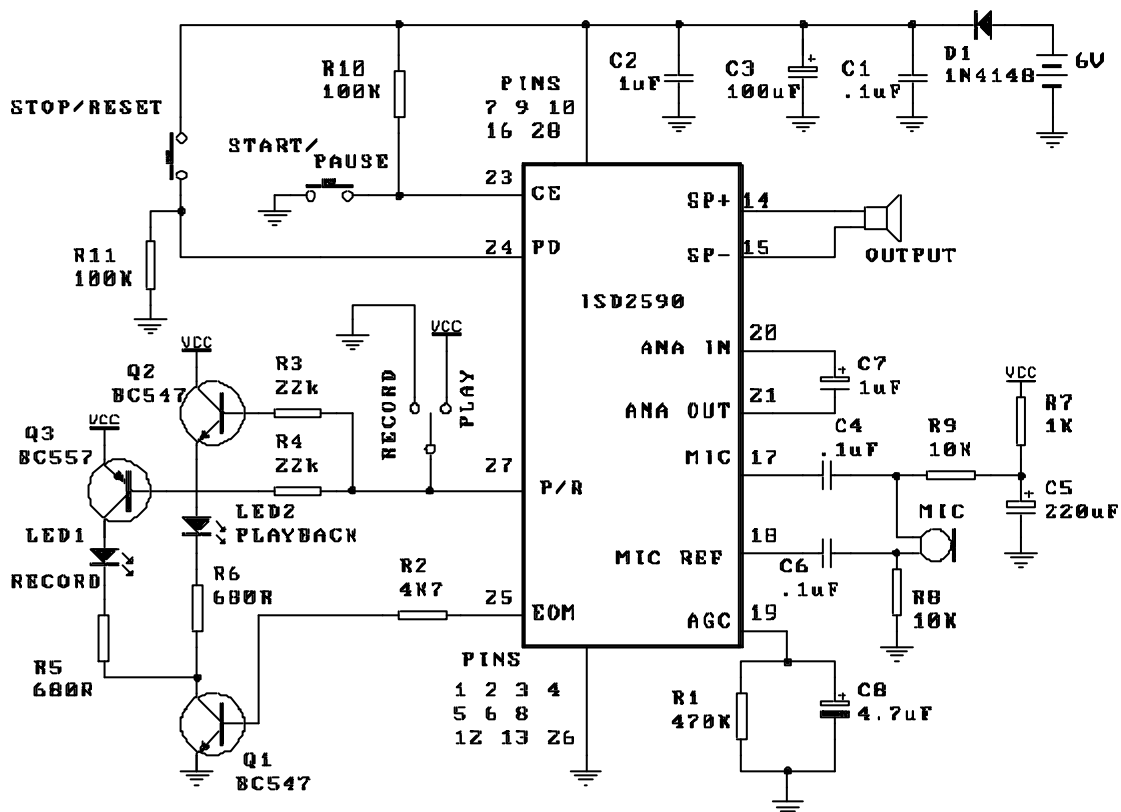 STOP/RESET
R10
100K
START/
PAUSE
PINS
7 9 10
16 28
C2
1uF
C3
+
100uF
C1
.1uF
D1
1N4148
6V
R11
100K
23
CE
24
PD
SP+
14
SP-
15
OUTPUT
ISD2590
VCC
Q2
BC547
R3
22k
R4
22k
RECORD
PLAY
VCC
27
P/R
ANA IN
20
ANA OUT
21
C7
+
1uF
MIC
17
C4
.1uF
R9
10K
VCC
R7
1K
C5
+
220uF
MIC
MIC REF
18
C6
.1uF
R8
10K
AGC
19
VCC
Q3
BC557
LED1
RECORD
LED2
PLAYBACK
R6
680R
R5
680R
R2
4K7
25
EOM
Q1
BC547
PINS
1 2 3 4
5 6 8
12 13 26
R1
470K
C8
+
4.7uF